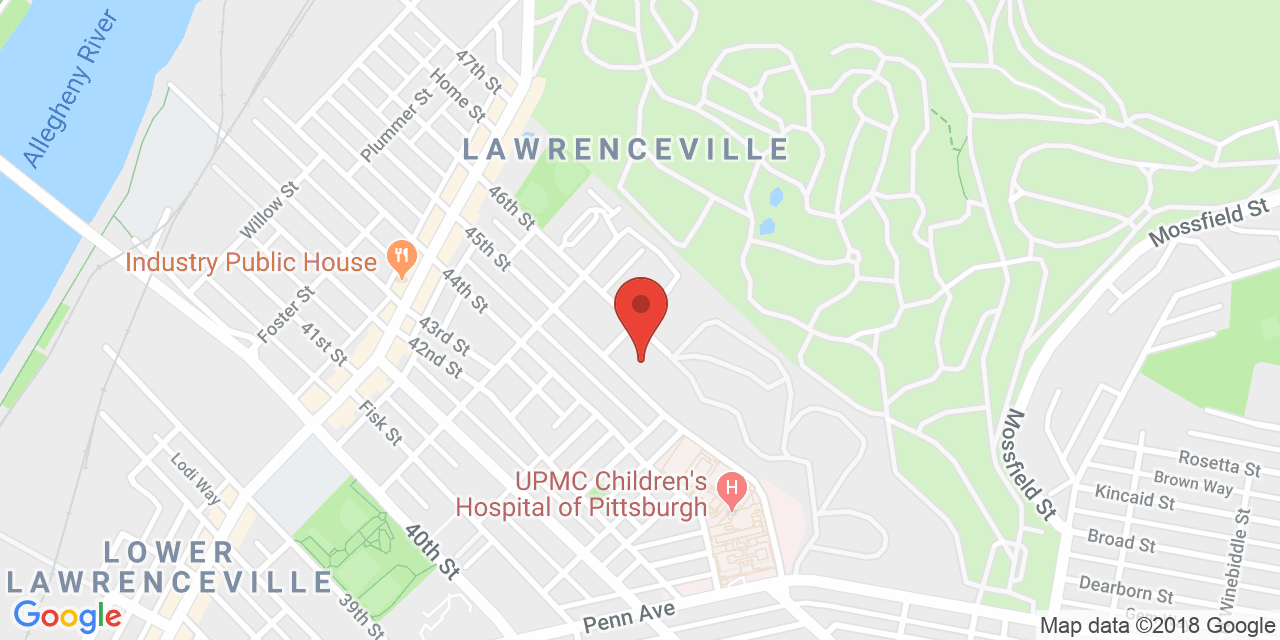 Allegheny River
47th St
Home St
Plummer St
LAWRENCEVILLE
Willow St
46th St
45th St
Mossfield St
Industry Public House
44th St
Foster St
43rd St
41st St
42nd St
Fisk St
Mossfield St
Rosetta St
Lodi Way
UPMC Children's
Hospital of Pittsburgh
H
Brown Way
Kincaid St
40th St
Broad St
Winebiddle St
LOWER
LAWRENCEVILLE
Dearborn St
39th St
Penn Ave
Google
Map data ©2018 Google